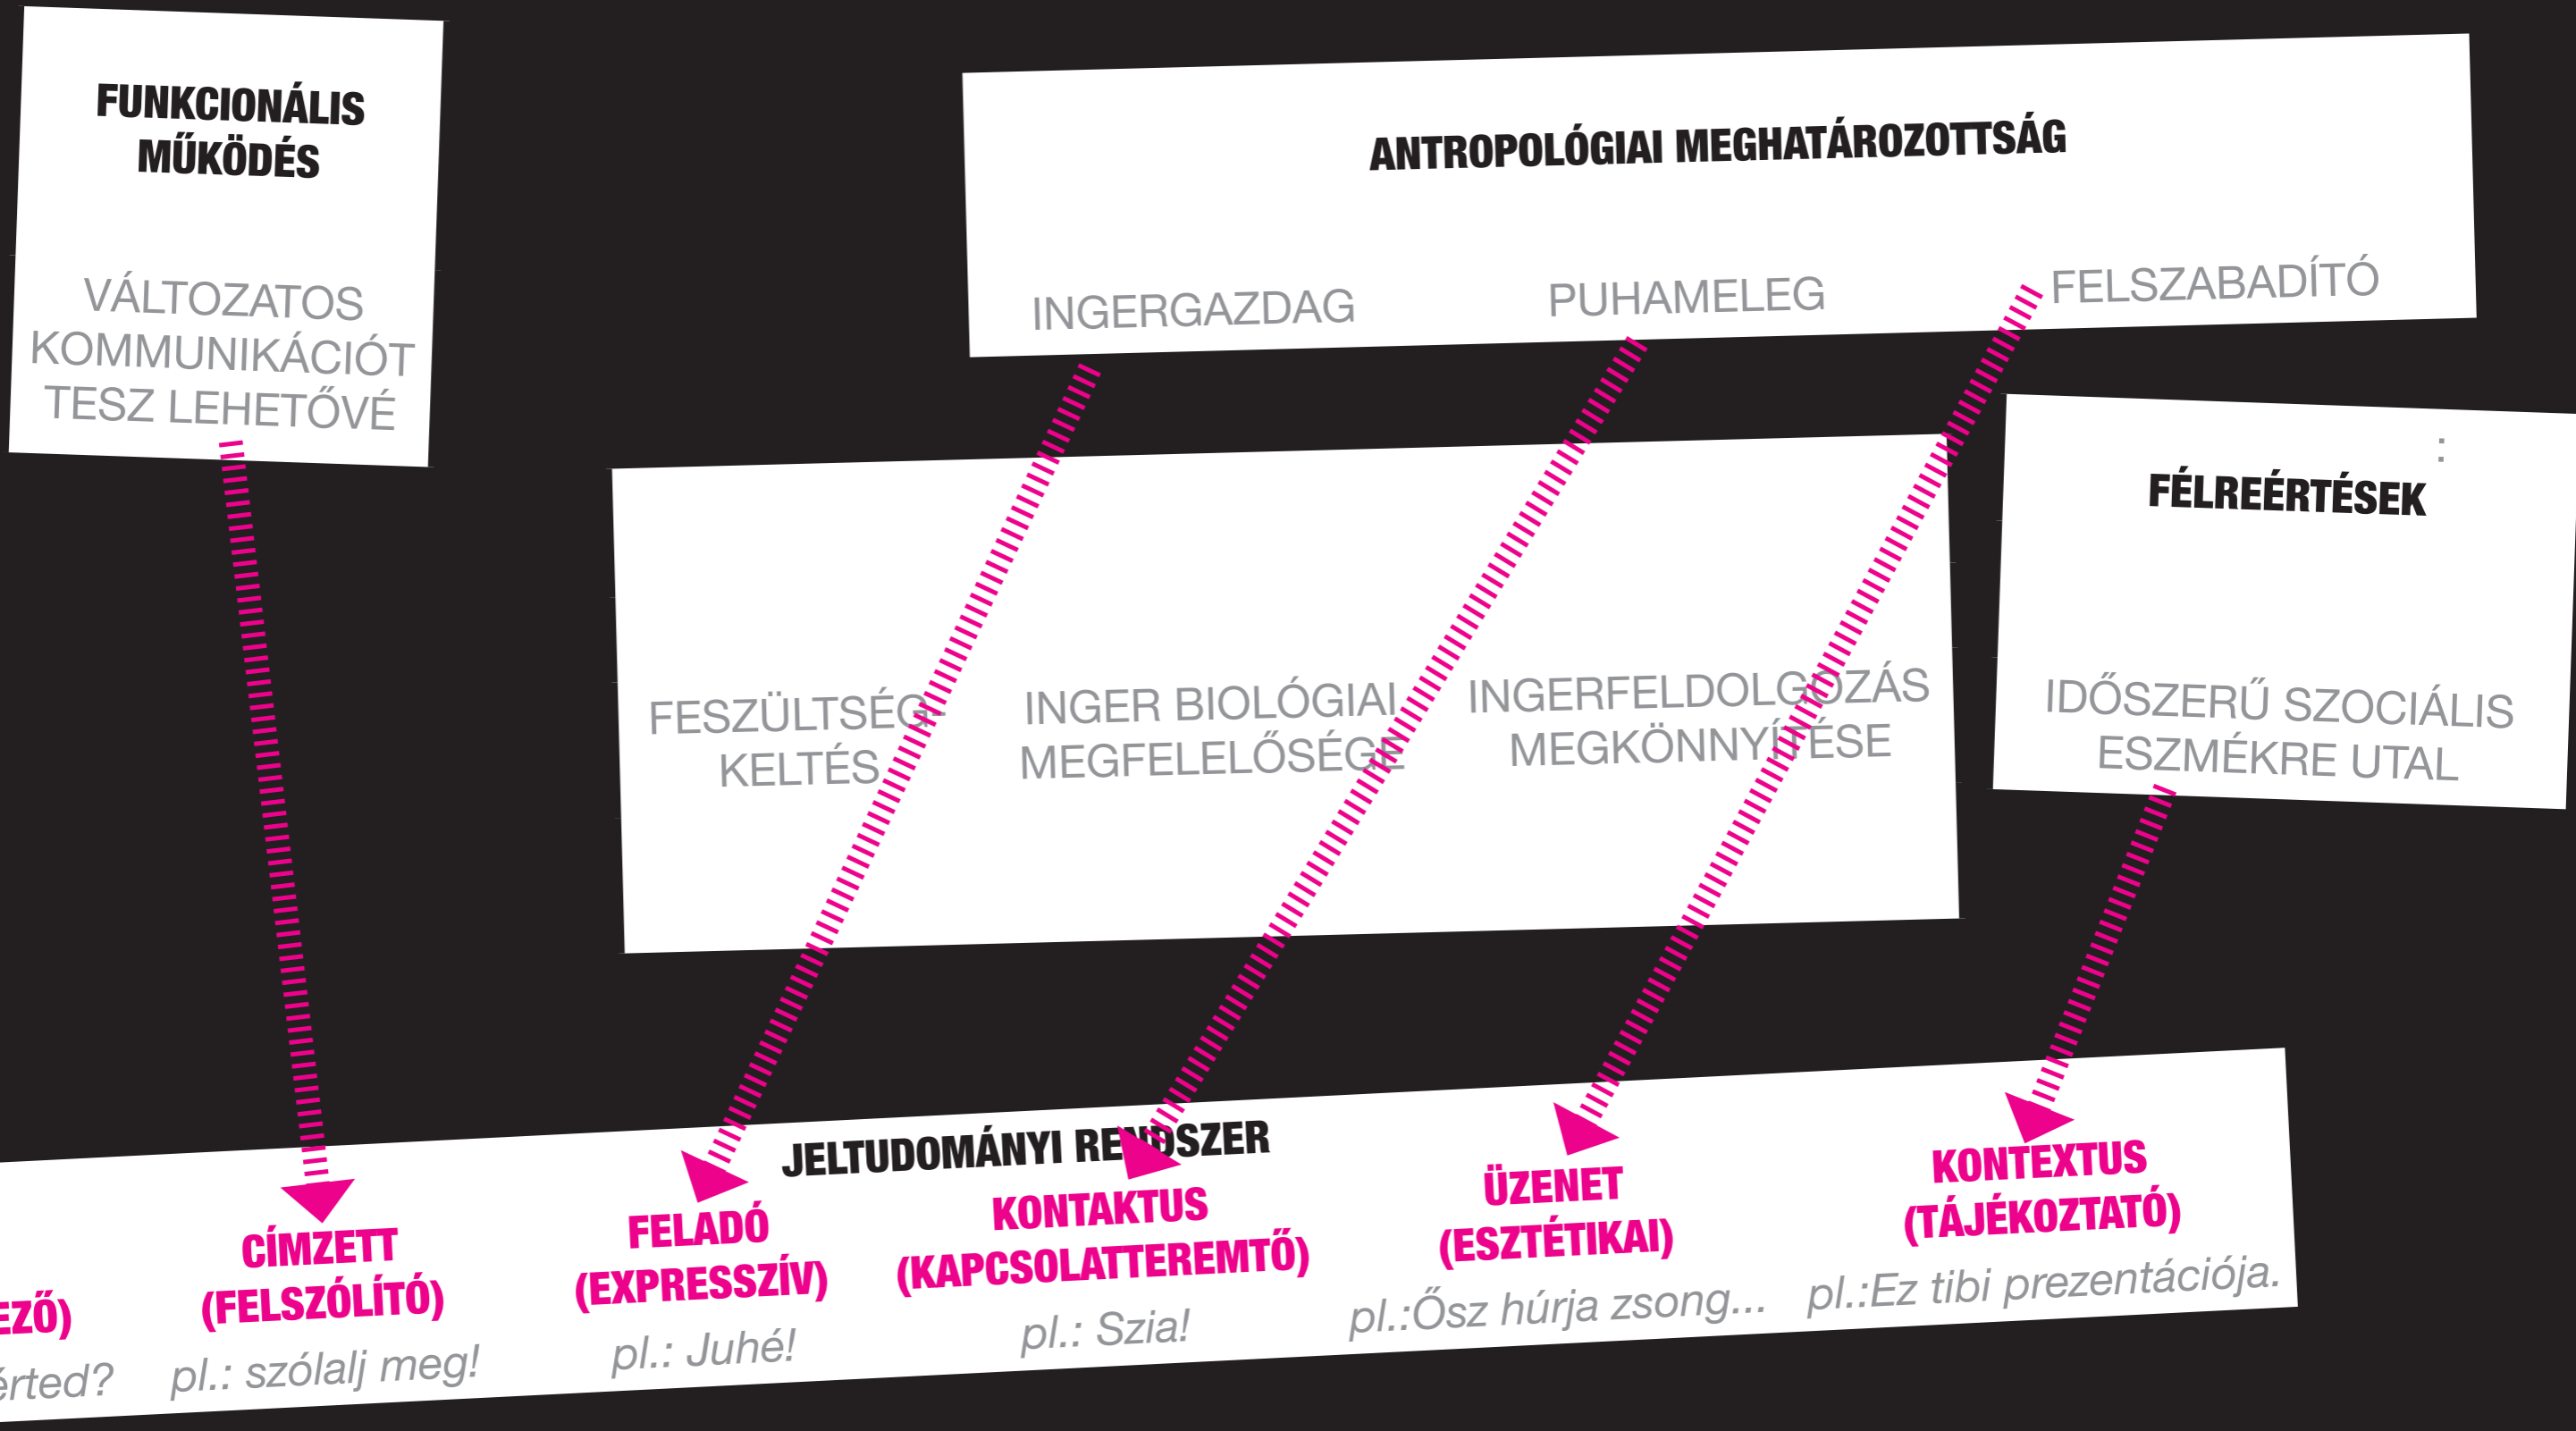 FUNKCIONÁLIS
MŰKÖDÉS
VÁLTOZATOS
KOMMUNIKÁCIÓT
TESZ LEHETŐVÉ
ANTROPOLÓGIAI MEGHATÁROZOTTSÁG
INGERGAZDAG
PUHAMELEG
FELSZABADÍTÓ
FESZÜLTSÉG-
KELTÉS
INGER BIOLÓGIAI
MEGFELELŐSÉGE
INGERFELDOLGOZÁS
MEGKÖNNYÍTÉSE
:
FÉLREÉRTÉSEK
IDŐSZERŰ SZOCIÁLIS
ESZMÉKRE UTAL
JELTUDOMÁNYI RENDSZER
EZŐ)
érted?
CÍMZETT
(FELSZÓLÍTÓ)
pl.: szólalj meg!
FELADÓ
(EXPRESSZÍV)
pl.: Juhé!
KONTAKTUS
(KAPCSOLATTEREMTŐ)
pl.: Szia!
ÜZENET
(ESZTÉTIKAI)
pl.:Ősz húrja zsong...
KONTEXTUS
(TÁJÉKOZTATÓ)
pl.:Ez tibi prezentációja.